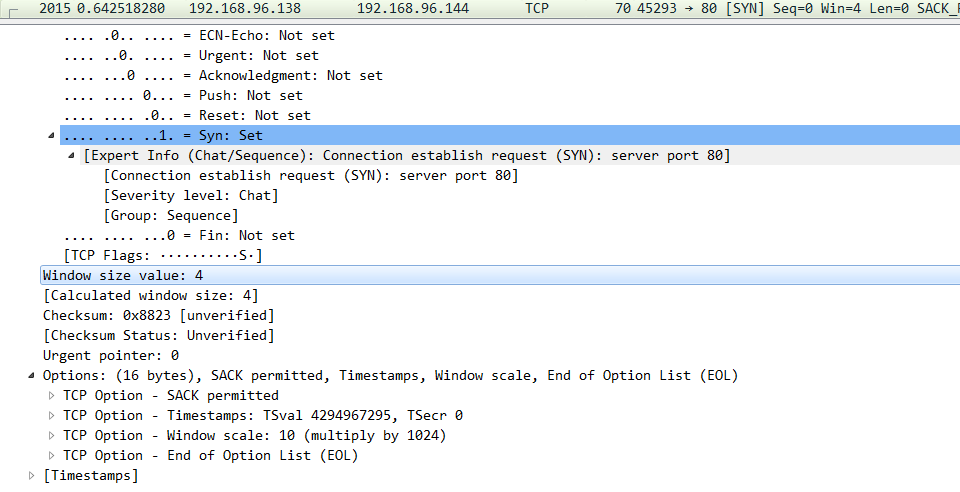 2015 0.642518280 192.168.96.138 192.168.96.144 TCP 70 45293 → 80 [SYN] Seq=0 Win=4 Len=0
.... .0.. .... = ECN-Echo: Not set
.... ..0. .... = Urgent: Not set
.... ...0 .... = Acknowledgment: Not set
.... .... 0... = Push: Not set
.... .... .0.. = Reset: Not set
.... .... ..1. = Syn: Set
[Expert Info (Chat/Sequence): Connection establish request (SYN): server port 80]
[Connection establish request (SYN): server port 80]
[Severity level: Chat]
[Group: Sequence]
.... .... ...0 = Fin: Not set
[TCP Flags: ··········S·]
Window size value: 4
[Calculated window size: 4]
Checksum: 0x8823 [unverified]
[Checksum Status: Unverified]
Urgent pointer: 0
Options: (16 bytes), SACK permitted, Timestamps, Window scale, End of Option List (EOL)
TCP Option - SACK permitted
TCP Option - Timestamps: TSval 4294967295, TSecr 0
TCP Option - Window scale: 10 (multiply by 1024)
TCP Option - End of Option List (EOL)
[Timestamps]